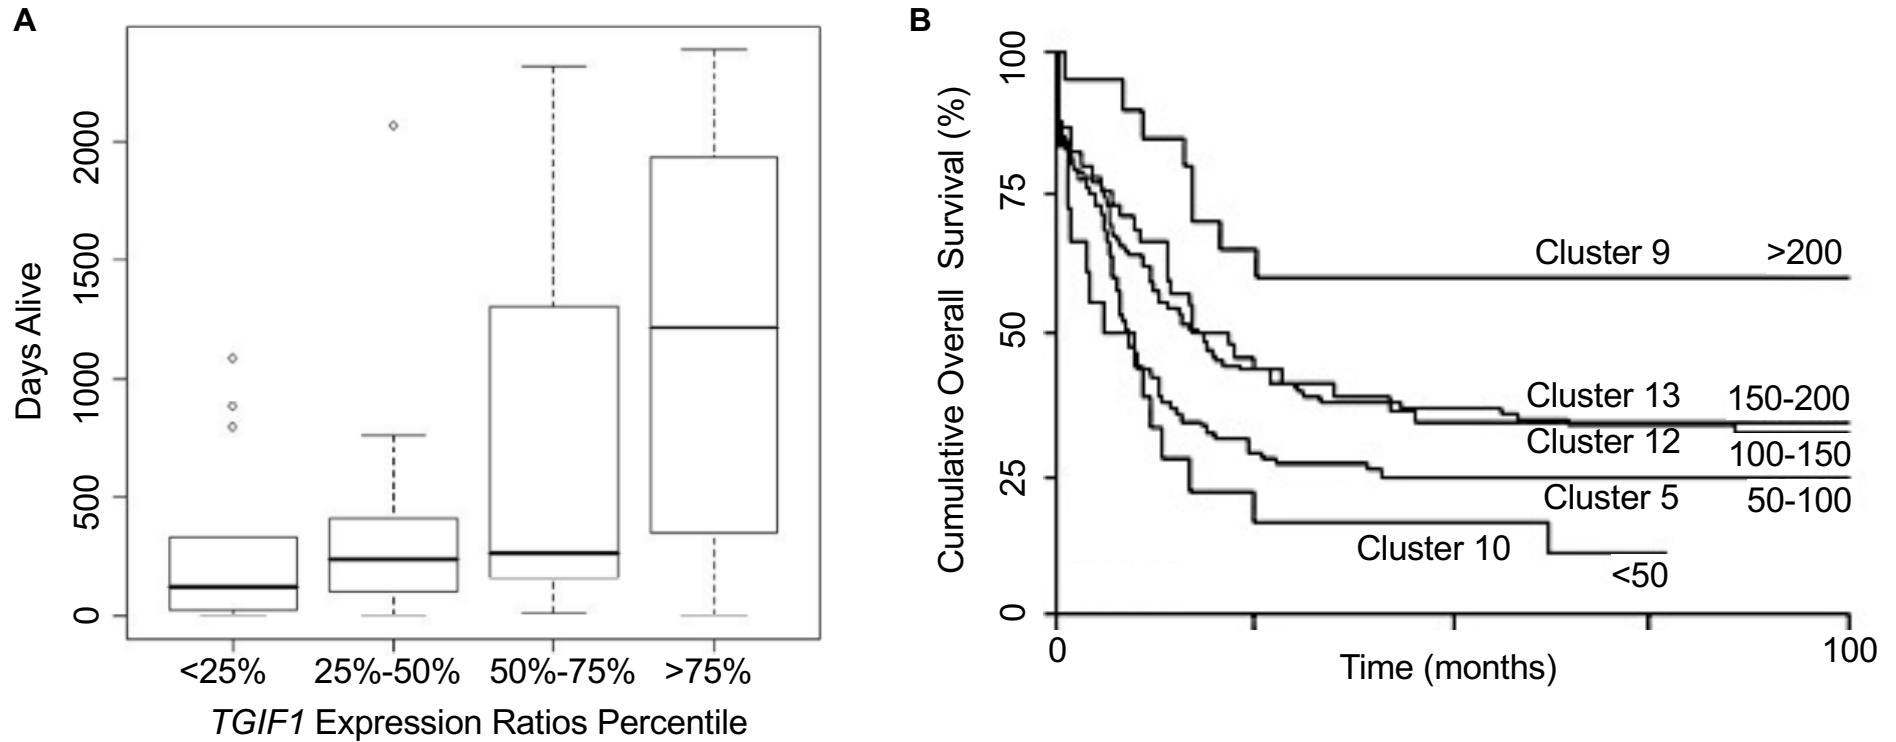 A
Days Alive
0
500
1000
1500
2000
<25%
25%-50%
50%-75%
>75%
TGIF1 Expression Ratios Percentile
B
Cumulative Overall Survival (%)
100
75
50
25
0
Cluster 9 >200
Cluster 13 150-200
Cluster 12 100-150
Cluster 5 50-100
Cluster 10 <50
0
Time (months)
100